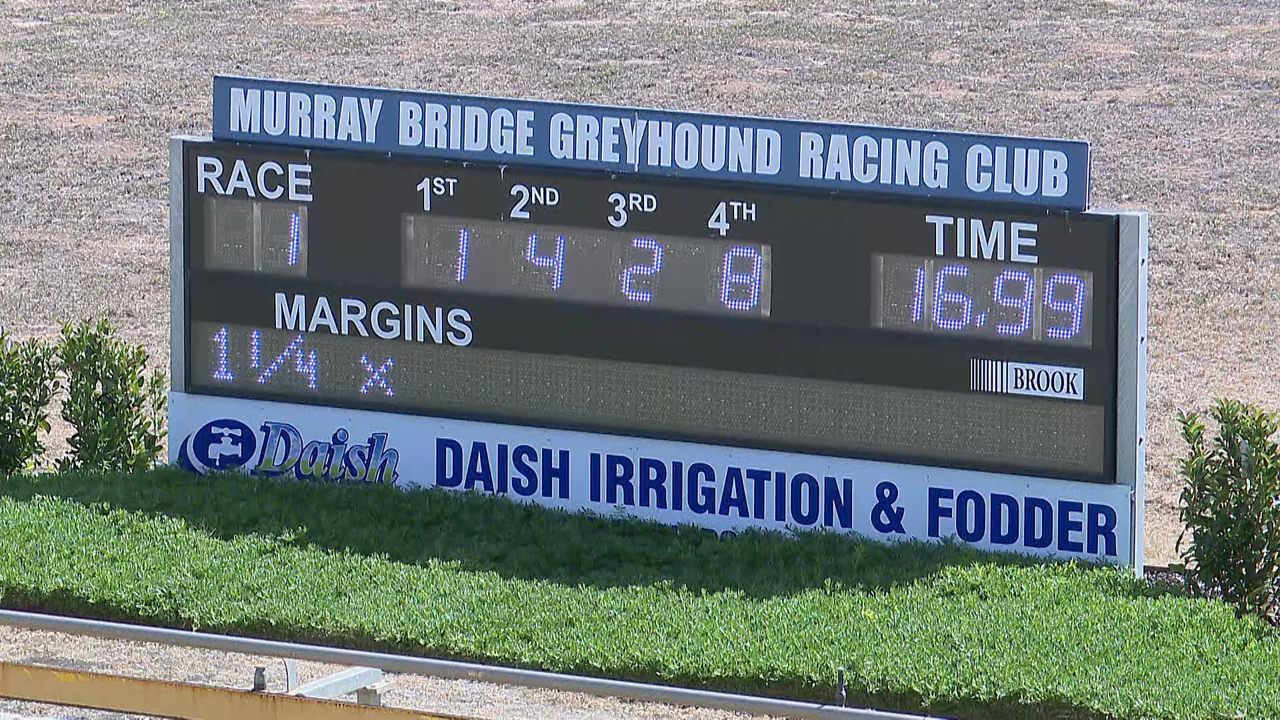 MURRAY BRIDGE GREYHOUND RACING CLUB
RACE 1ST 2ND 3RD 4TH TIME
1 1 4 2 8 16.99
MARGINS
1 1/4 x
BROOK
Daish DAISH IRRIGATION & FODDER